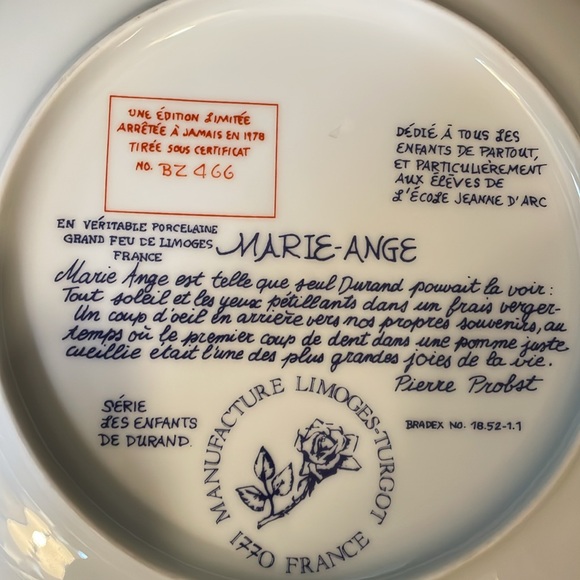 UNE ÉDITION LIMITÉE
ARRÊTÉE À JAMAIS EN 1978
TIRÉE SOUS CERTIFICAT
NO. BZ 466
DÉDIÉ À TOUS LES
ENFANTS DE PARTOUT,
ET PARTICULIÈREMENT
AUX ÉLÈVES DE
L'ÉCOLE JEANNE D'ARC
EN VÉRITABLE PORCELAINE
GRAND FEU DE LIMOGES
FRANCE
MARIE-ANGE
Marie Ange est telle que seul Durand pouvait la voir:
Tout soleil et les yeux pétillants dans un frais verger-
Un coup d'oeil en arrière vers nos propres souvenirs, au
temps où le premier coup de dent dans une pomme juste
cueillie était l'une des plus grandes joies de la vie.
Pierre Probst
SÉRIE
LES ENFANTS
DE DURAND.
MANUFACTURE LIMOGES-TURGOT
1770 FRANCE
BRADEX NO. 18.52-1.1